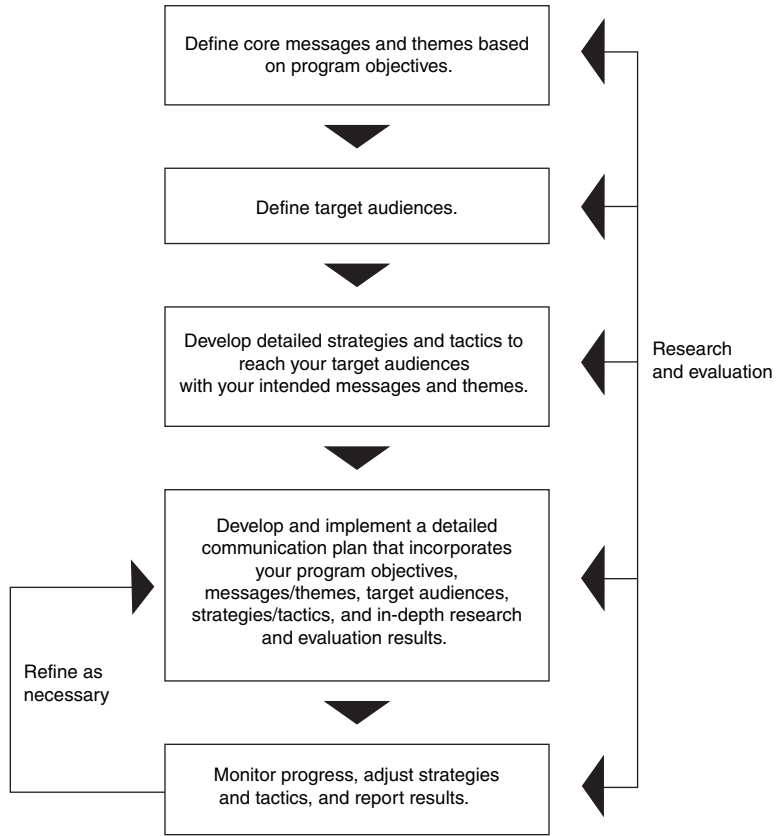 Define core messages and themes based
on program objectives.
Define target audiences.
Develop detailed strategies and tactics to
reach your target audiences
with your intended messages and themes.
Research
and evaluation
Develop and implement a detailed
communication plan that incorporates
your program objectives,
messages/themes, target audiences,
strategies/tactics, and in-depth research
and evaluation results.
Refine as
necessary
Monitor progress, adjust strategies
and tactics, and report results.